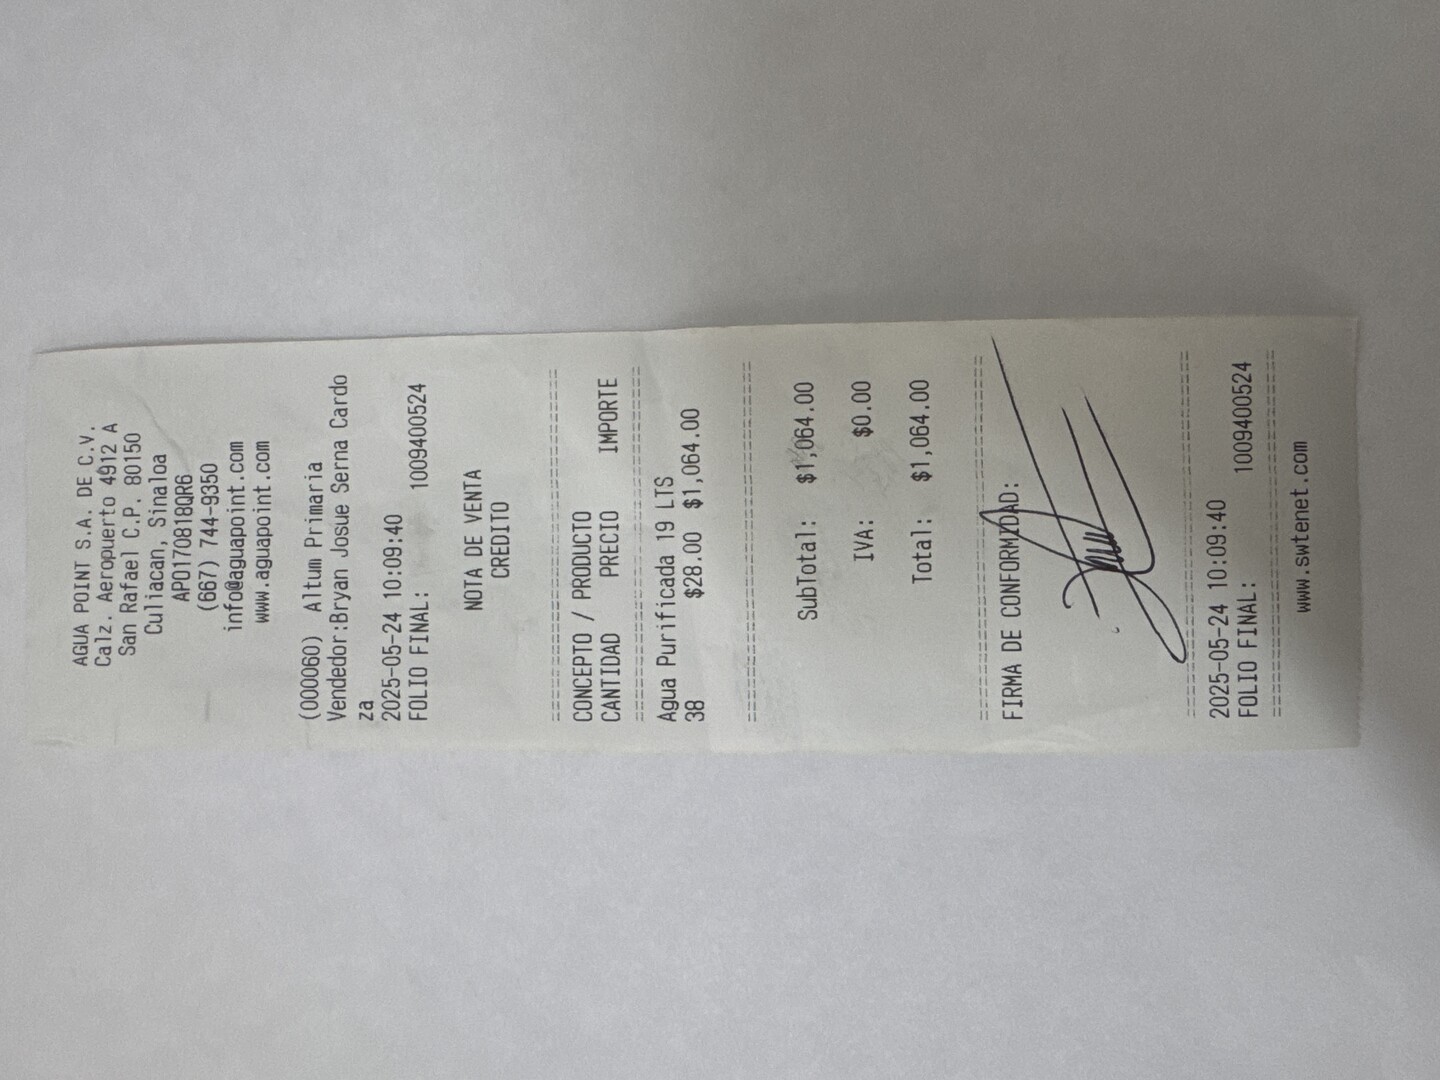 AGUA POINT S.A. DE C.V.
Calz. Aeropuerto 4912 A
San Rafael C.P. 80150
Culiacan, Sinaloa
APO170818QR6
(667) 744-9350
info@aguapoint.com
www.aguapoint.com
(000060) Altum Primaria
Vendedor:Bryan Josue Serna Cardo
za
2025-05-24 10:09:40
FOLIO FINAL: 1009400524
NOTA DE VENTA
CREDITO
================================
CONCEPTO / PRODUCTO
CANTIDAD PRECIO IMPORTE
================================
Agua Purificada 19 LTS
38 $28.00 $1,064.00
================================
SubTotal: $1,064.00
IVA: $0.00
Total: $1,064.00
================================
FIRMA DE CONFORMIDAD:
================================
2025-05-24 10:09:40
FOLIO FINAL: 1009400524
================================
www.swtenet.com